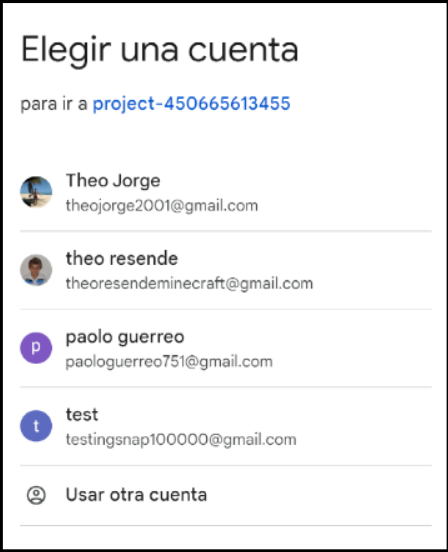 Elegir una cuenta
para ir a project-450665613455
Theo Jorge
theojorge2001@gmail.com
theo resende
theoresendeminecraft@gmail.com
p
paolo guerreo
paologuerreo751@gmail.com
t
test
testingsnap100000@gmail.com
Usar otra cuenta